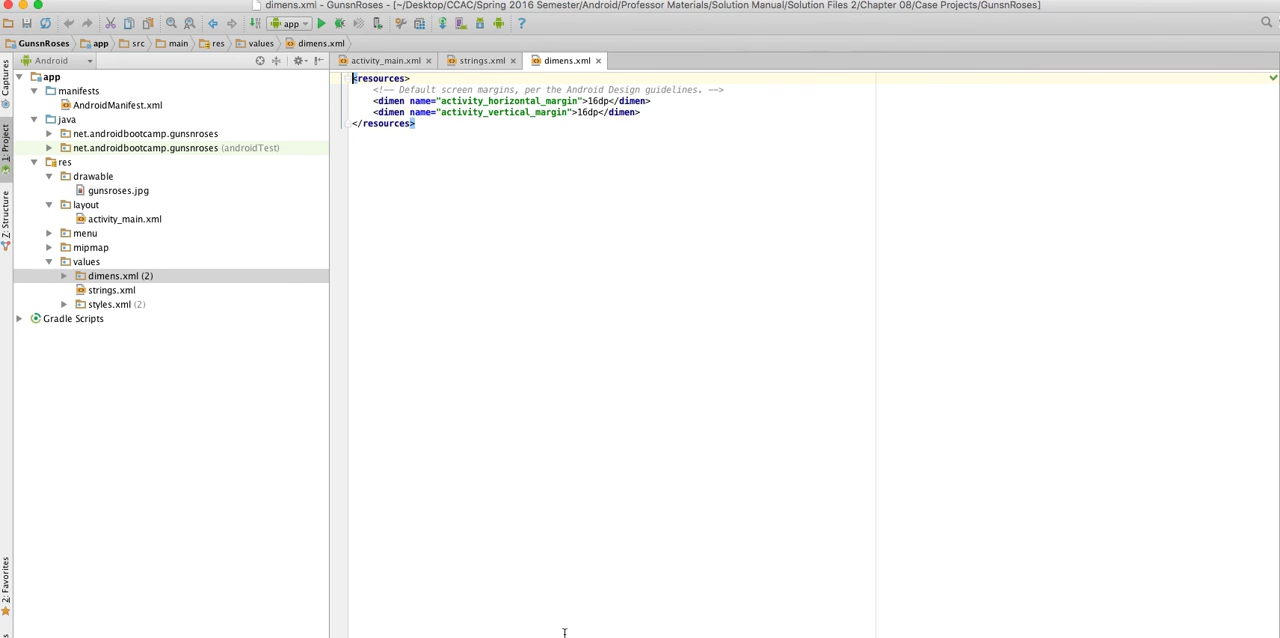 dimens.xml - GunsnRoses - [~/Desktop/CCAC/Spring 2016 Semester/Android/Professor Materials/Solution Manual/Solution Files 2/Chapter 08/Case Projects/GunsnRoses]
app
GunsnRoses app src main res values dimens.xml
Android
activity_main.xml strings.xml dimens.xml
Captures
1: Project
Z: Structure
2: Favorites
app
manifests
AndroidManifest.xml
java
net.androidbootcamp.gunsnroses
net.androidbootcamp.gunsnroses (androidTest)
res
drawable
gunsroses.jpg
layout
activity_main.xml
menu
mipmap
values
dimens.xml (2)
strings.xml
styles.xml (2)
Gradle Scripts
<resources>
<!-- Default screen margins, per the Android Design guidelines. -->
<dimen name="activity_horizontal_margin">16dp</dimen>
<dimen name="activity_vertical_margin">16dp</dimen>
</resources>